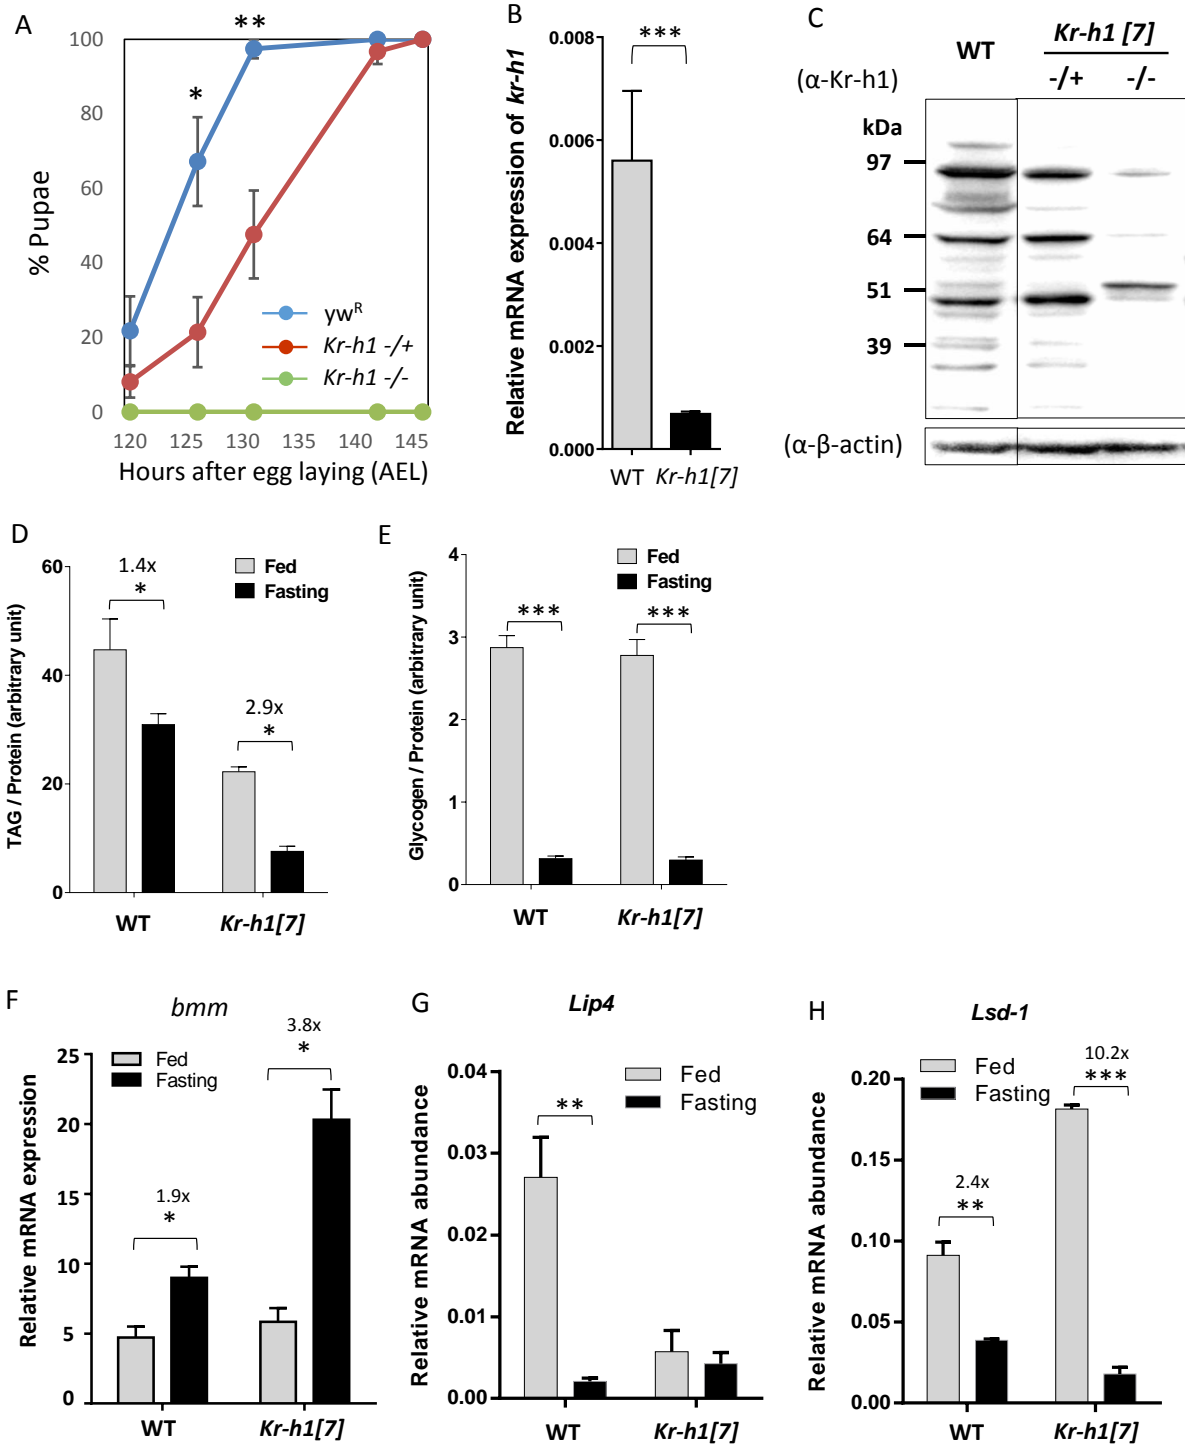 A
**
100
80
60
40
20
0
*
% Pupae
ywR
Kr-h1 -/+
Kr-h1 -/-
120 125 130 135 140 145
Hours after egg laying (AEL)
B
***
0.008
0.006
0.004
0.002
0.000
Relative mRNA expression of kr-h1
WT Kr-h1[7]
C
WT
Kr-h1 [7]
(α-Kr-h1)
-/+ -/-
kDa
97
64
51
39
(α-β-actin)
D
60
40
20
0
TAG / Protein (arbitrary unit)
Fed
Fasting
1.4x
*
2.9x
*
WT Kr-h1[7]
E
4
3
2
1
0
Glycogen / Protein (arbitrary unit)
Fed
Fasting
***
***
WT Kr-h1[7]
F
bmm
Fed
Fasting
25
20
15
10
5
0
Relative mRNA expression
1.9x
*
3.8x
*
WT Kr-h1[7]
G
Lip4
Fed
Fasting
0.04
0.03
0.02
0.01
0.00
Relative mRNA abundance
**
WT Kr-h1[7]
H
Lsd-1
Fed
Fasting
0.20
0.15
0.10
0.05
0.00
Relative mRNA abundance
2.4x
**
10.2x
***
WT Kr-h1[7]